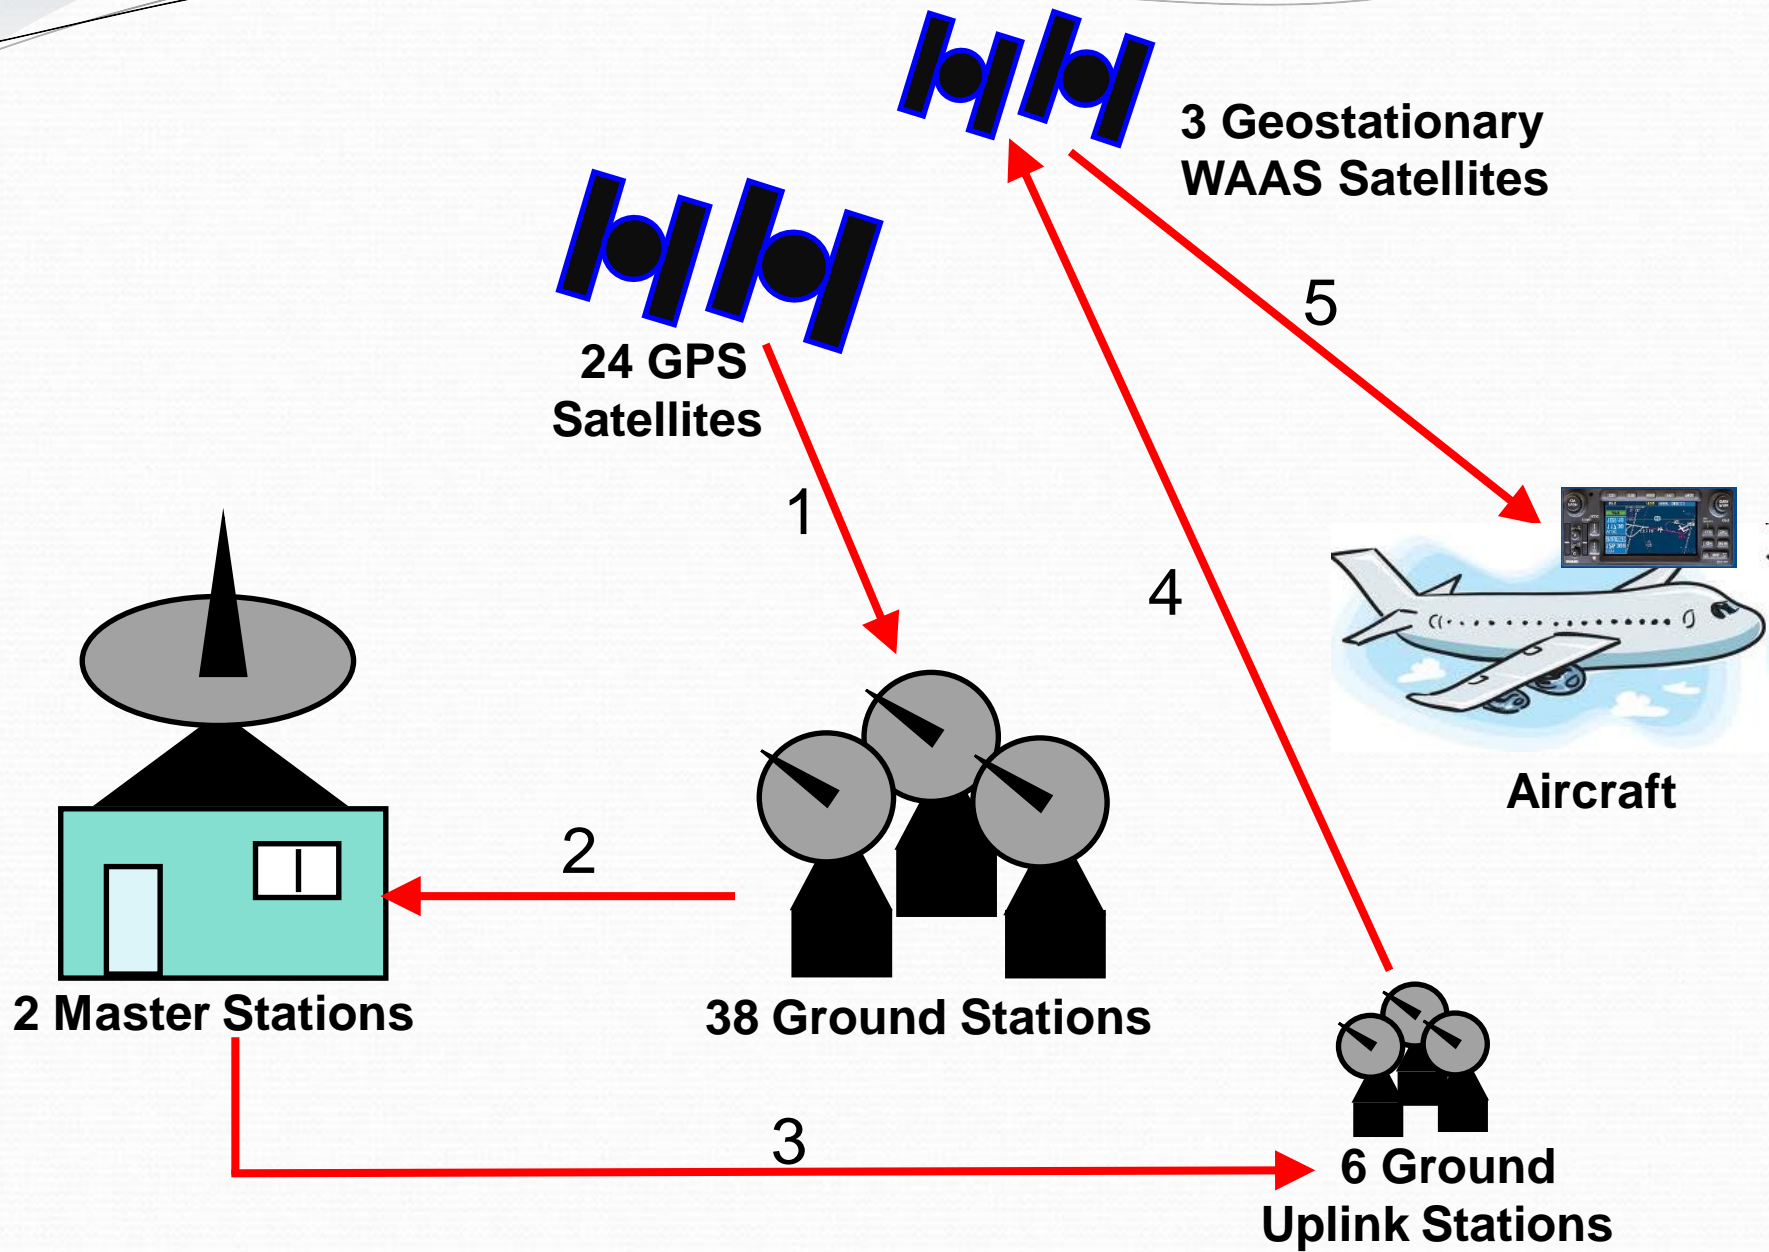 3 Geostationary
WAAS Satellites
24 GPS
Satellites
5
1
4
Aircraft
2
2 Master Stations
38 Ground Stations
3
6 Ground
Uplink Stations